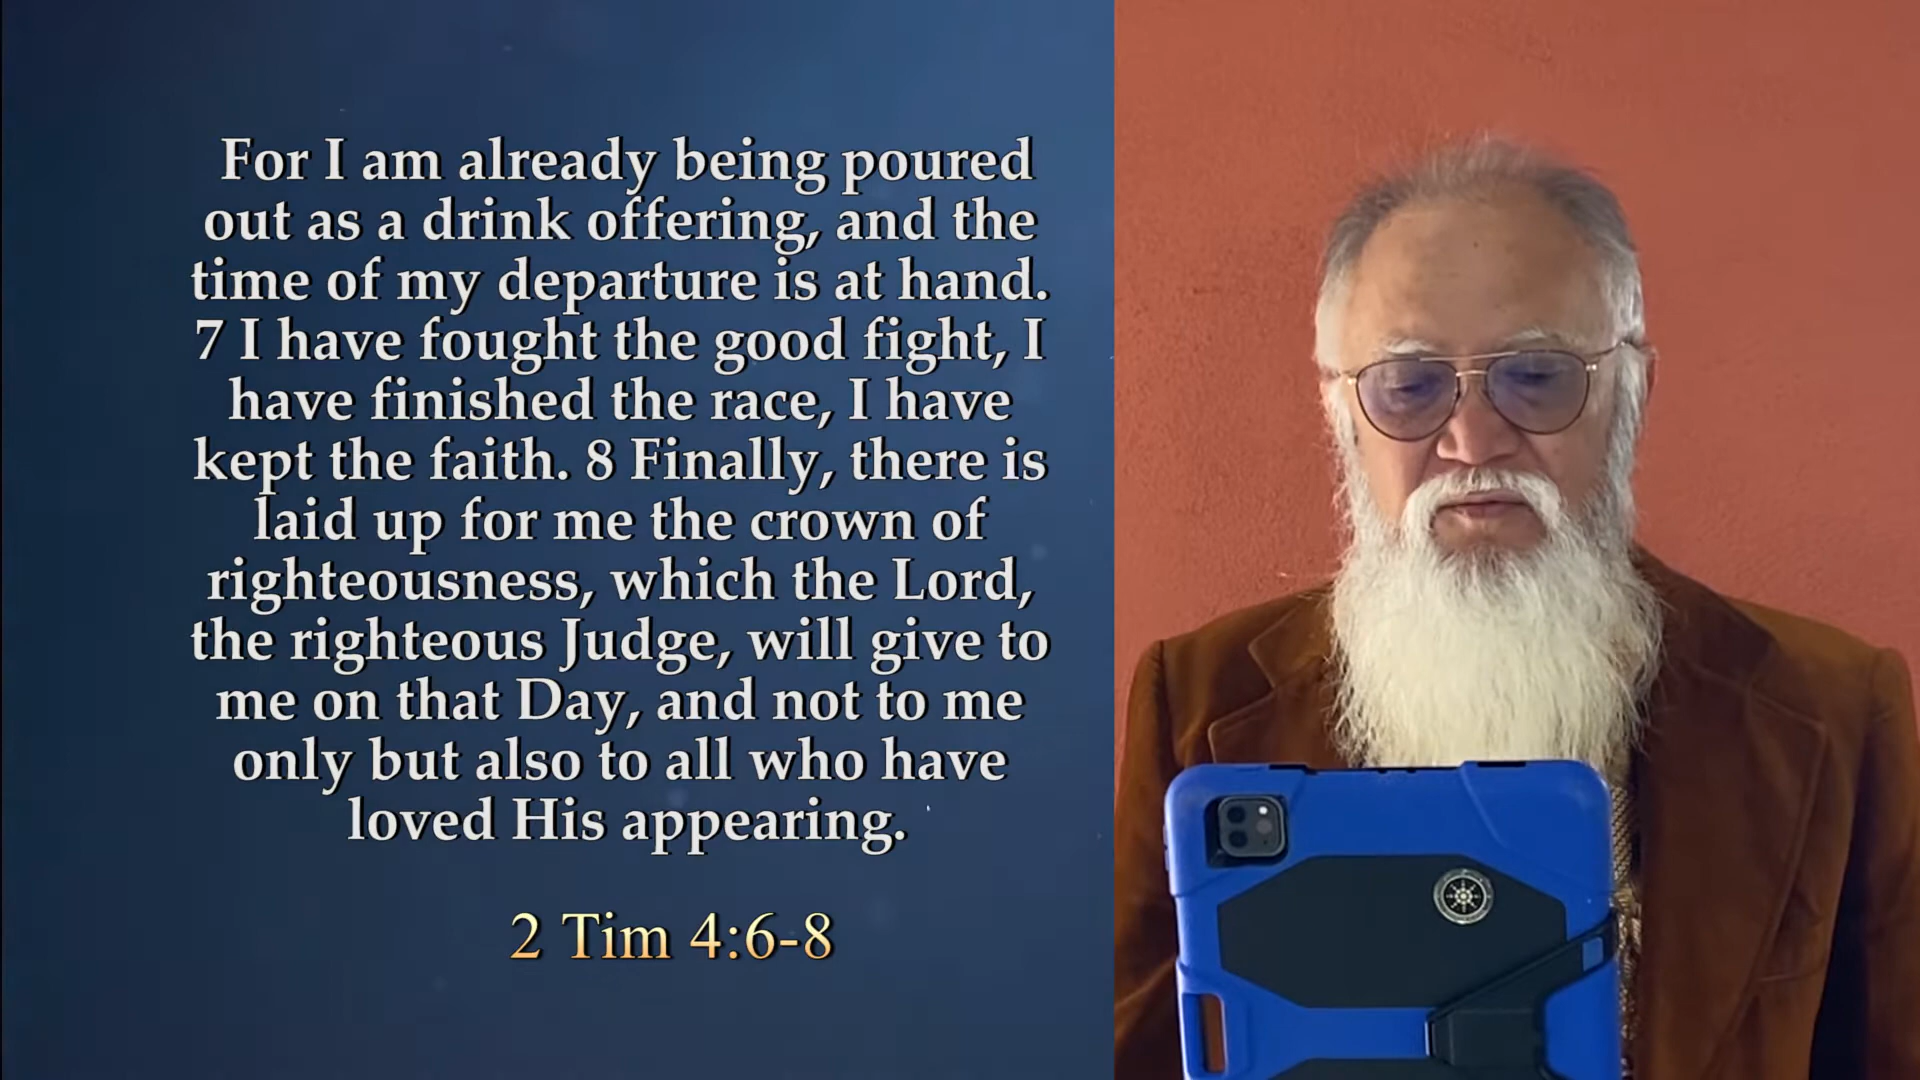 For I am already being poured
out as a drink offering, and the
time of my departure is at hand.
7 I have fought the good fight, I
have finished the race, I have
kept the faith. 8 Finally, there is
laid up for me the crown of
righteousness, which the Lord,
the righteous Judge, will give to
me on that Day, and not to me
only but also to all who have
loved His appearing.
2 Tim 4:6-8